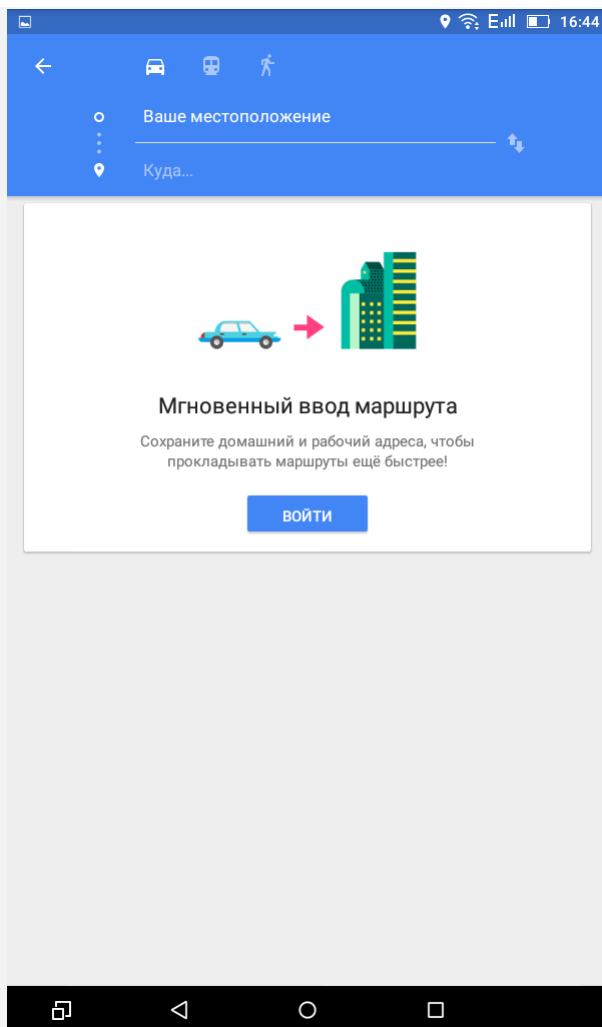 E 16:44
Ваше местоположение
Куда...
Мгновенный ввод маршрута
Сохраните домашний и рабочий адреса, чтобы
прокладывать маршруты ещё быстрее!
ВОЙТИ